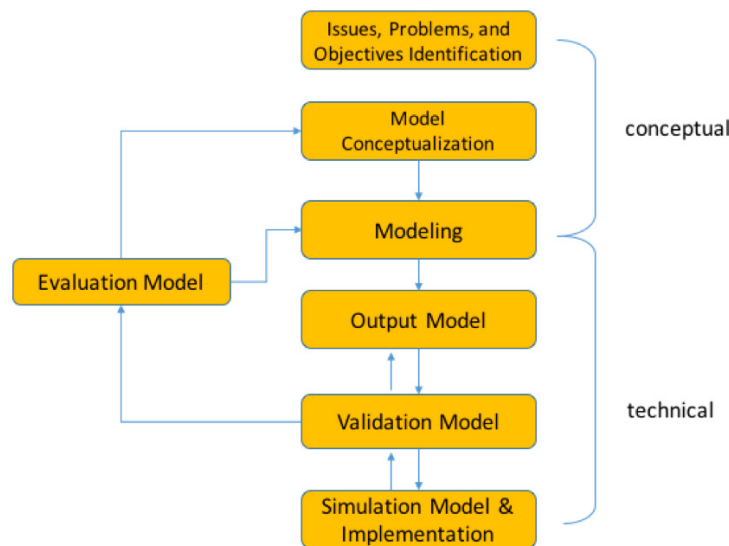 Issues, Problems, and
Objectives Identification
Model
Conceptualization
conceptual
Modeling
Evaluation Model
Output Model
Validation Model
technical
Simulation Model &
Implementation